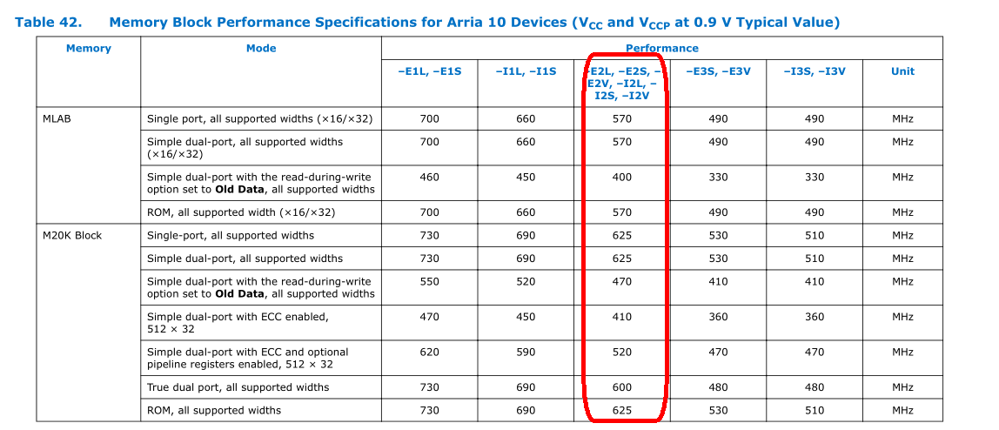 Table 42. Memory Block Performance Specifications for Arria 10 Devices (VCC and VCCP at 0.9 V Typical Value)
Memory Mode Performance
–E1L, –E1S –I1L, –I1S –E2L, –E2S, – –E3S, –E3V –I3S, –I3V Unit
E2V, –I2L, –
I2S, –I2V
MLAB Single port, all supported widths (×16/×32) 700 660 570 490 490 MHz
Simple dual-port, all supported widths 700 660 570 490 490 MHz
(×16/×32)
Simple dual-port with the read-during-write 460 450 400 330 330 MHz
option set to Old Data, all supported widths
ROM, all supported width (×16/×32) 700 660 570 490 490 MHz
M20K Block Single-port, all supported widths 730 690 625 530 510 MHz
Simple dual-port, all supported widths 730 690 625 530 510 MHz
Simple dual-port with the read-during-write 550 520 470 410 410 MHz
option set to Old Data, all supported widths
Simple dual-port with ECC enabled, 470 450 410 360 360 MHz
512 × 32
Simple dual-port with ECC and optional 620 590 520 470 470 MHz
pipeline registers enabled, 512 × 32
True dual port, all supported widths 730 690 600 480 480 MHz
ROM, all supported widths 730 690 625 530 510 MHz